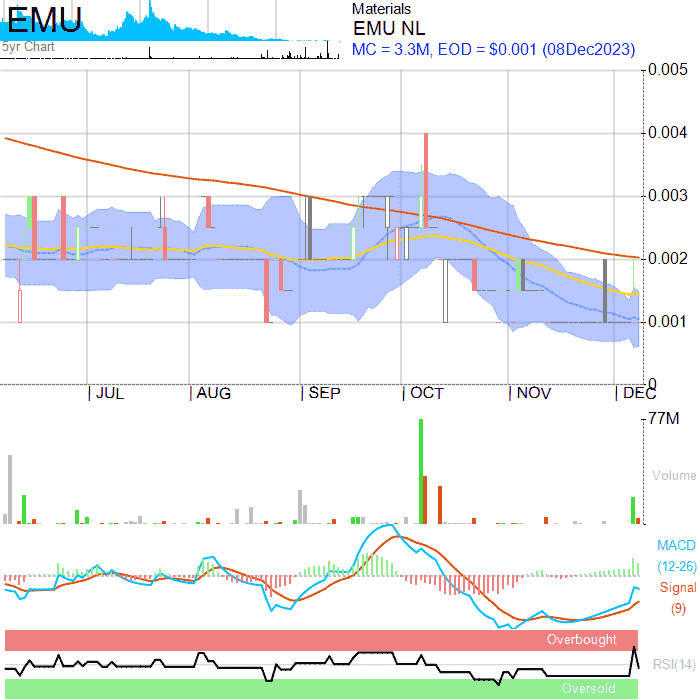 EMU
5yr Chart
Materials
EMU NL
MC = 3.3M, EOD = $0.001 (08Dec2023)
0.005
0.004
0.003
0.002
0.001
0
JUL AUG SEP OCT NOV DEC
77M
Volume
MACD
(12-26)
Signal
(9)
Overbought
RSI(14)
Oversold